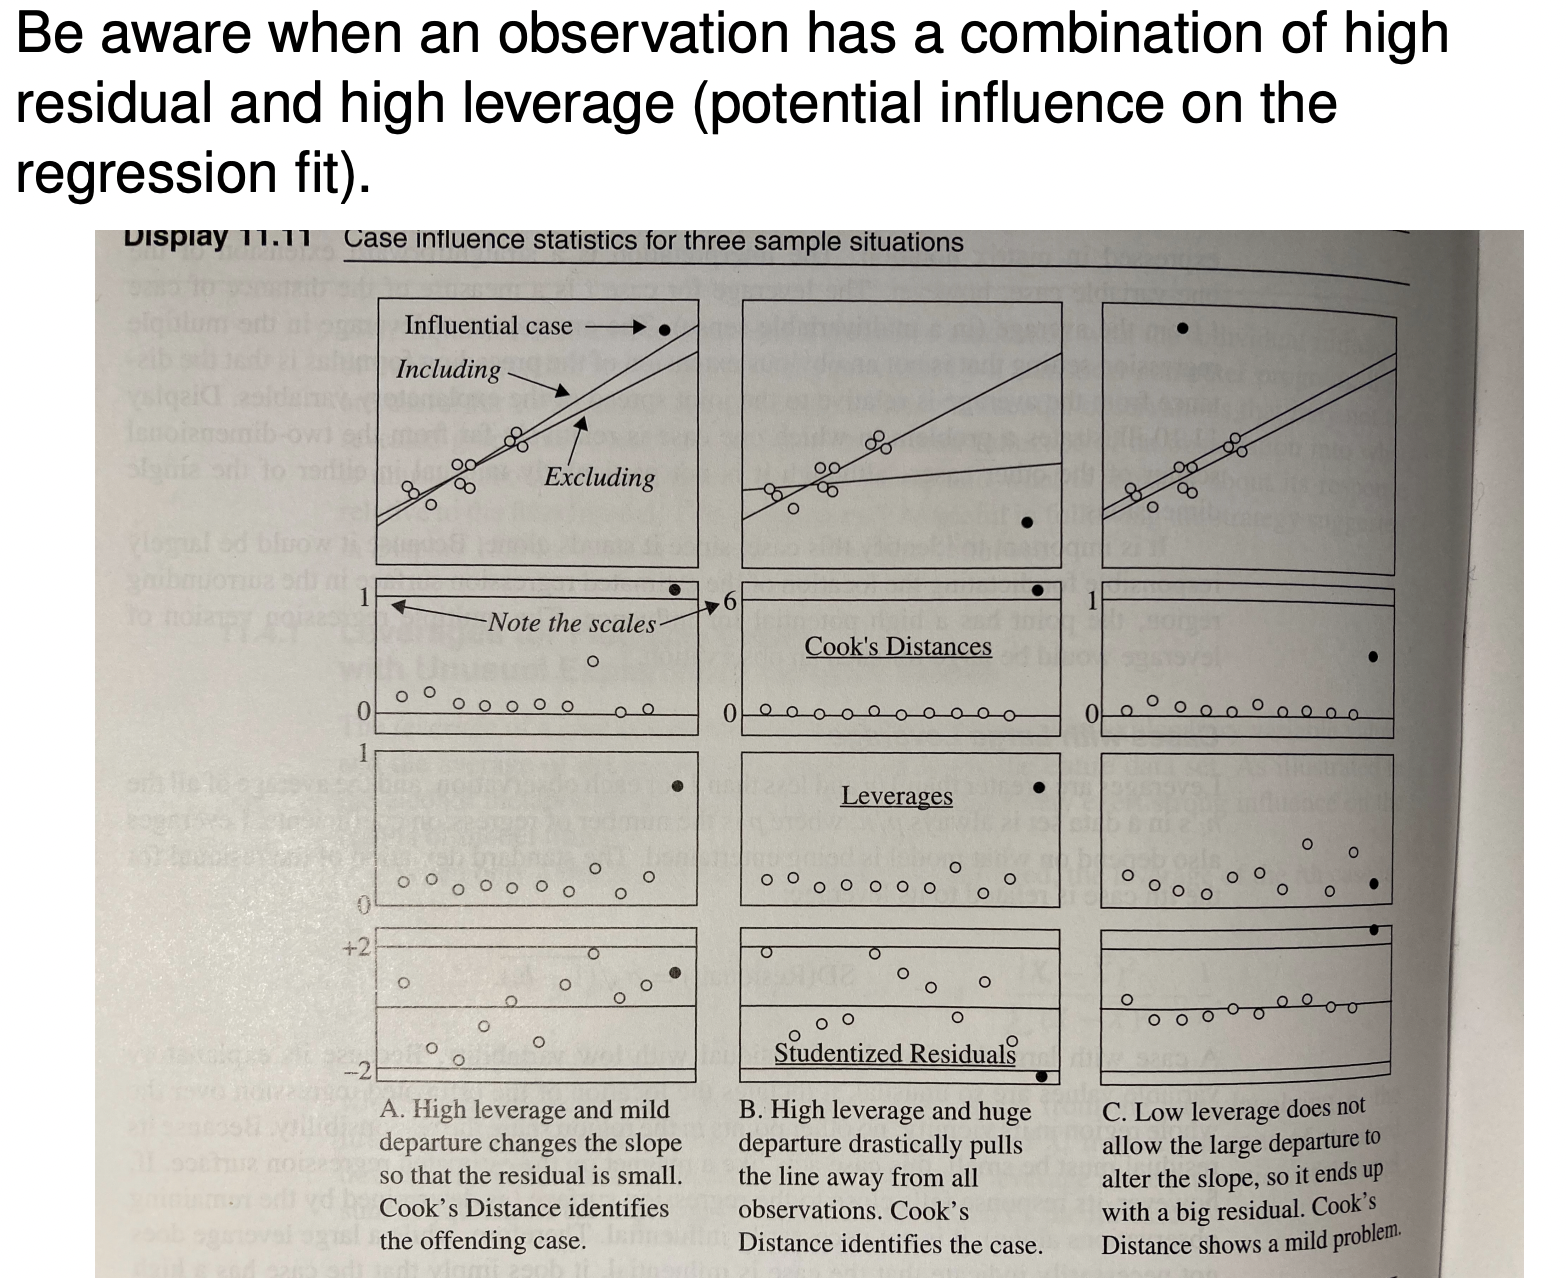 Be aware when an observation has a combination of high
residual and high leverage (potential influence on the
regression fit).
Display 11.11 Case influence statistics for three sample situations
Influential case
Including
Excluding
1
Note the scales
0
6
Cook's Distances
0
1
0
1
0
Leverages
+2
-2
Studentized Residuals
A. High leverage and mild
departure changes the slope
so that the residual is small.
Cook's Distance identifies
the offending case.
B. High leverage and huge
departure drastically pulls
the line away from all
observations. Cook's
Distance identifies the case.
C. Low leverage does not
allow the large departure to
alter the slope, so it ends up
with a big residual. Cook's
Distance shows a mild problem.